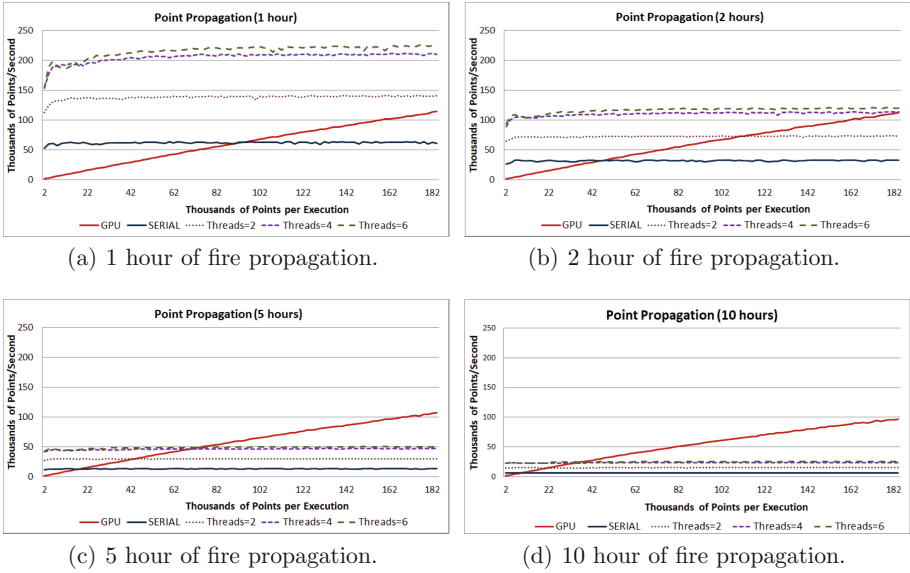 Point Propagation (1 hour)
Thousands of Points/Second
250
200
150
100
50
0
2 22 42 62 82 102 122 142 162 182
Thousands of Points per Execution
GPU SERIAL Threads=2 Threads=4 Threads=6
(a) 1 hour of fire propagation.
Point Propagation (2 hours)
Thousands of Points/Second
250
200
150
100
50
0
2 22 42 62 82 102 122 142 162 182
Thousands of Points per Execution
GPU SERIAL Threads=2 Threads=4 Threads=6
(b) 2 hour of fire propagation.
Point Propagation (5 hours)
Thousands of Points/Second
250
200
150
100
50
0
2 22 42 62 82 102 122 142 162 182
Thousands of Points per Execution
GPU SERIAL Threads=2 Threads=4 Threads=6
(c) 5 hour of fire propagation.
Point Propagation (10 hours)
Thousands of Points/Second
250
200
150
100
50
0
2 22 42 62 82 102 122 142 162 182
Thousands of Points per Execution
GPU SERIAL Threads=2 Threads=4 Threads=6
(d) 10 hour of fire propagation.